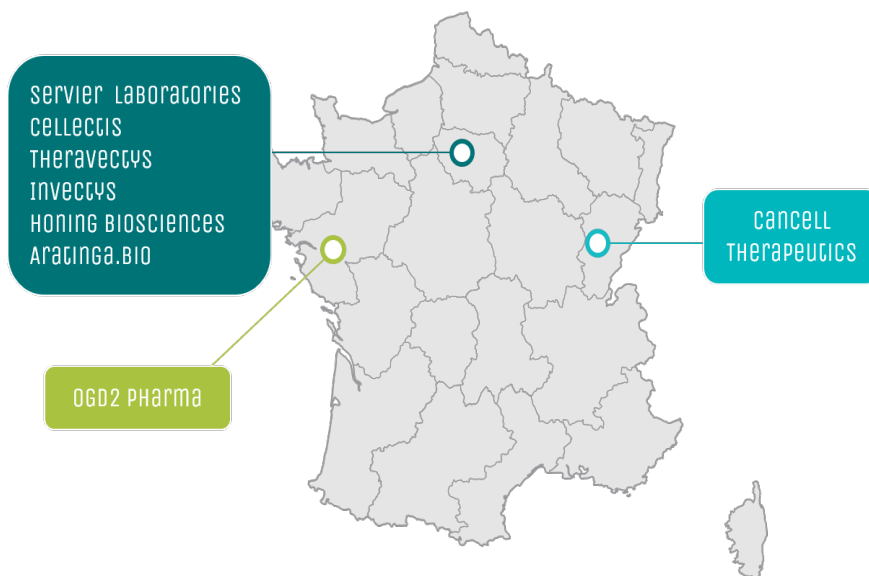 Servier Laboratories
Cellectis
Theravectys
Invectys
Honing Biosciences
Aratinga.Bio
Cancell
Therapeutics
OGD2 Pharma